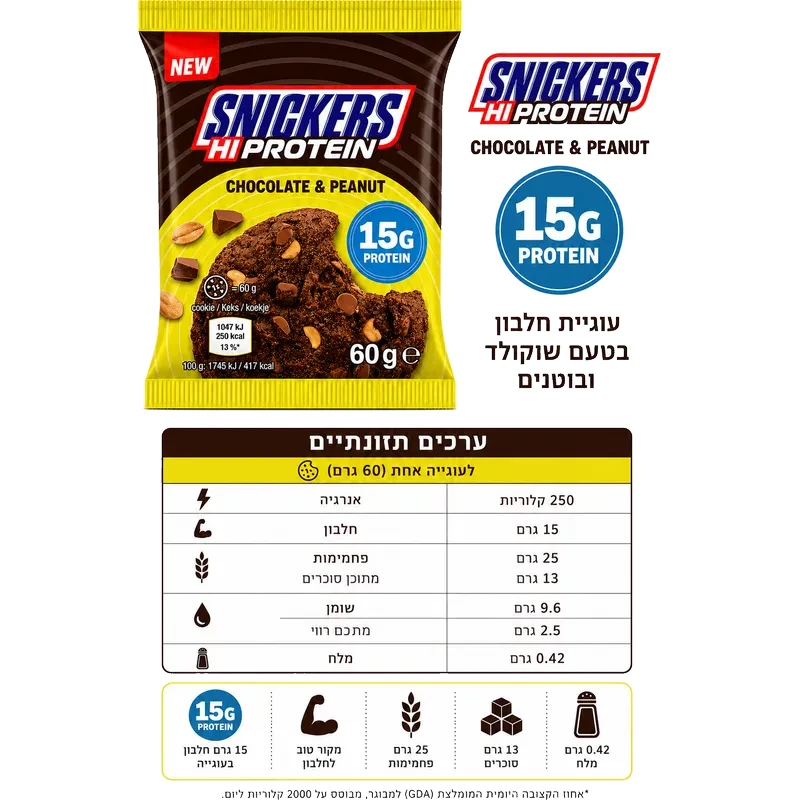 NEW
SNICKERS
HI PROTEIN
CHOCOLATE & PEANUT
15G
PROTEIN
= 60 g
cookie / Keks / koekje
1047 kJ
250 kcal
13 %*
100 g: 1745 kJ / 417 kcal
60 g ℮
SNICKERS
HI PROTEIN
CHOCOLATE & PEANUT
15G
PROTEIN
עוגיית חלבון
בטעם שוקולד
ובוטנים
ערכים תזונתיים
לעוגייה אחת (60 גרם)
אנרגיה 250 קלוריות
חלבון 15 גרם
פחמימות 25 גרם
מתוכן סוכרים 13 גרם
שומן 9.6 גרם
מתכם רווי 2.5 גרם
מלח 0.42 גרם
15G
PROTEIN
15 גרם חלבון
בעוגייה
מקור טוב
לחלבון
25 גרם
פחמימות
13 גרם
סוכרים
0.42 גרם
מלח
*אחוז הקצובה היומית המומלצת (GDA) למבוגר, מבוסס על 2000 קלוריות ליום.